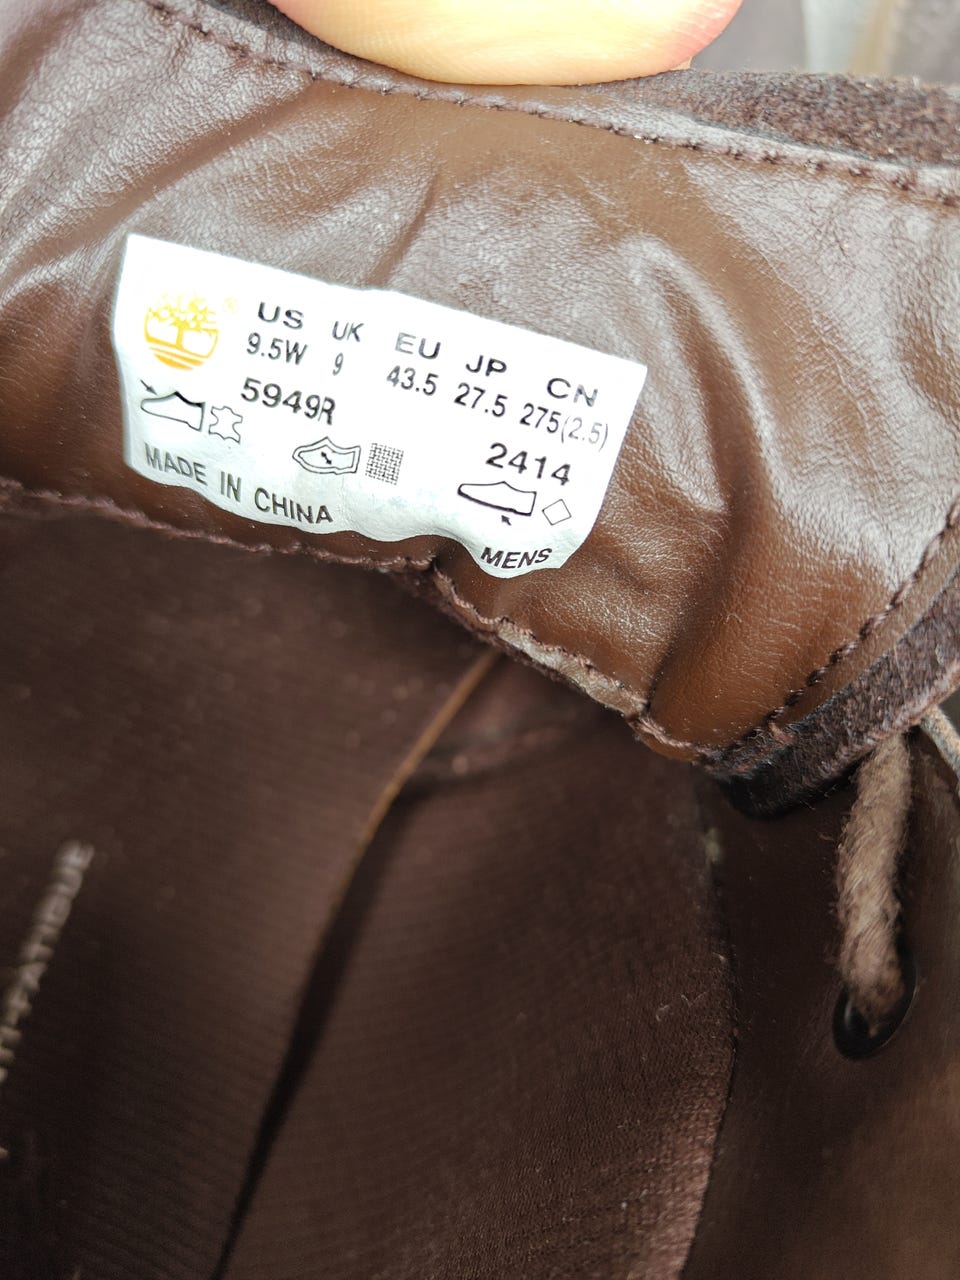 US UK EU JP CN
9.5W 9 43.5 27.5 275(2.5)
5949R 2414
MADE IN CHINA
MENS
FATIGUE